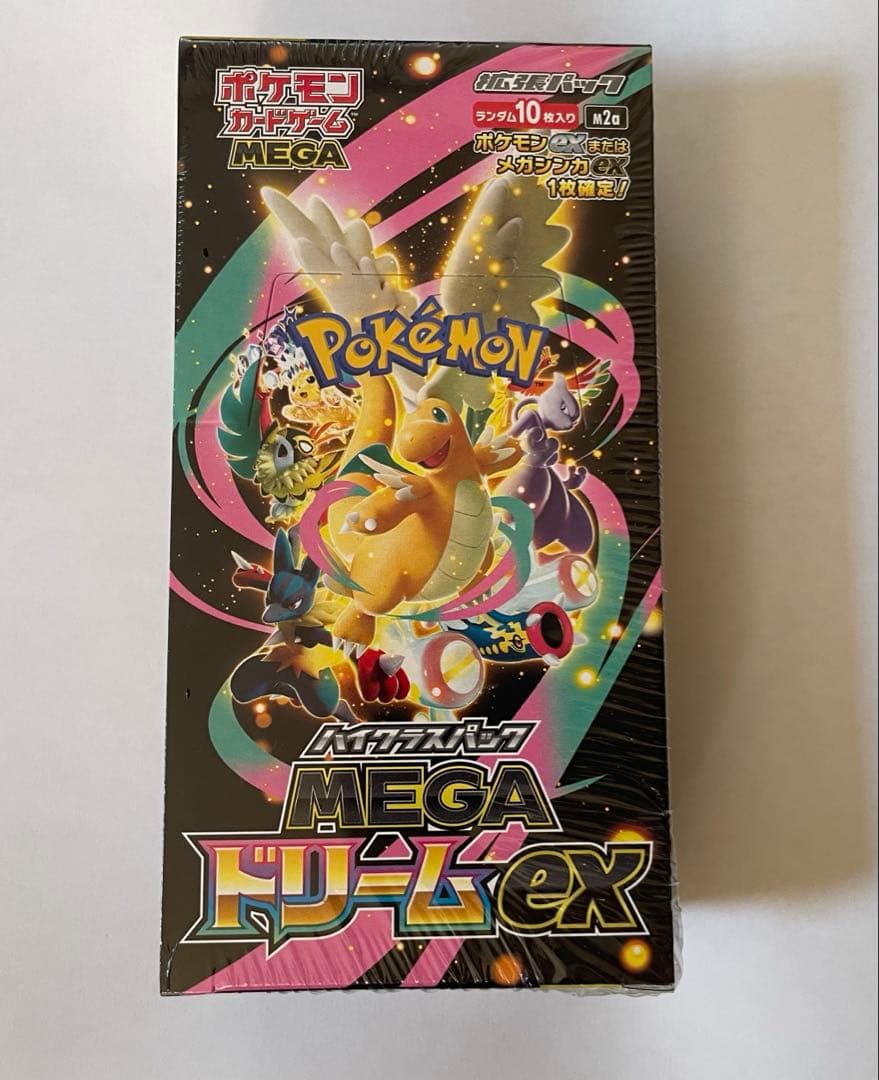 ポケモン
カードゲーム™
MEGA
拡張パック
ランダム10枚入り M2a
ポケモンexまたは
メガシンカex
1枚確定!
POKéMON™
ハイクラスパック
MEGA
ドリームex